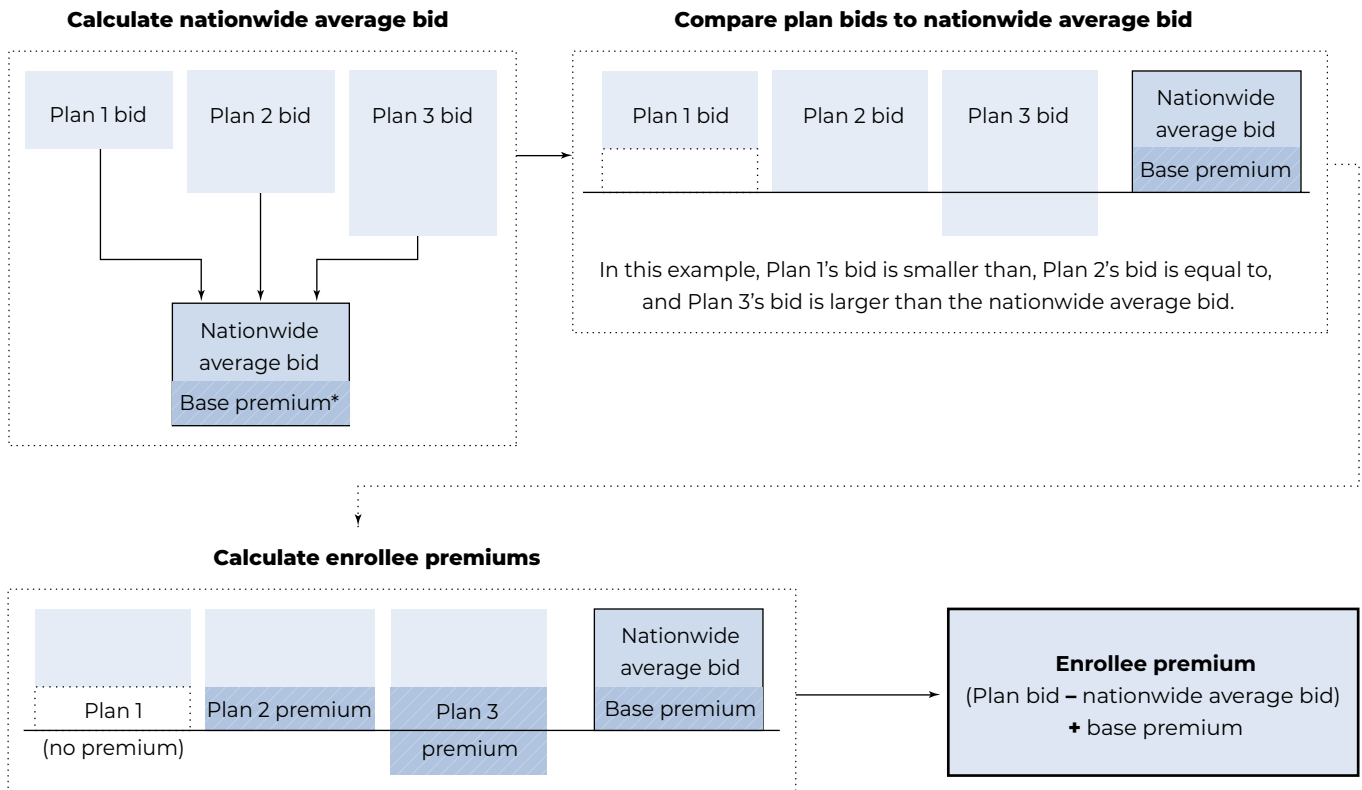 Calculate nationwide average bid
Plan 1 bid
Plan 2 bid
Plan 3 bid
Nationwide
average bid
Base premium*
Compare plan bids to nationwide average bid
Plan 1 bid
Plan 2 bid
Plan 3 bid
Nationwide
average bid
Base premium
In this example, Plan 1’s bid is smaller than, Plan 2’s bid is equal to,
and Plan 3’s bid is larger than the nationwide average bid.
Calculate enrollee premiums
Plan 1
(no premium)
Plan 2 premium
Plan 3
premium
Nationwide
average bid
Base premium
Enrollee premium
(Plan bid – nationwide average bid)
+ base premium